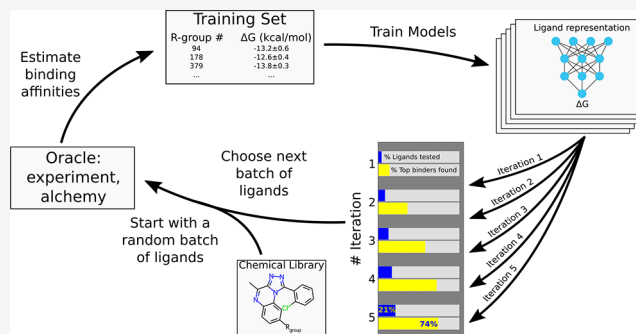 Training Set
R-group # ΔG (kcal/mol)
94 -13.2±0.6
178 -12.6±0.4
379 -13.8±0.3
... ...
Train Models
Ligand representation
ΔG
Estimate
binding
affinities
Oracle:
experiment,
alchemy
Choose next
batch of
ligands
Start with a
random batch
of ligands
Chemical Library
N
N
N
N
Cl
Rgroup
# Iteration
1
% Ligands tested
% Top binders found
2
3
4
5
21%
74%
Iteration 1
Iteration 2
Iteration 3
Iteration 4
Iteration 5